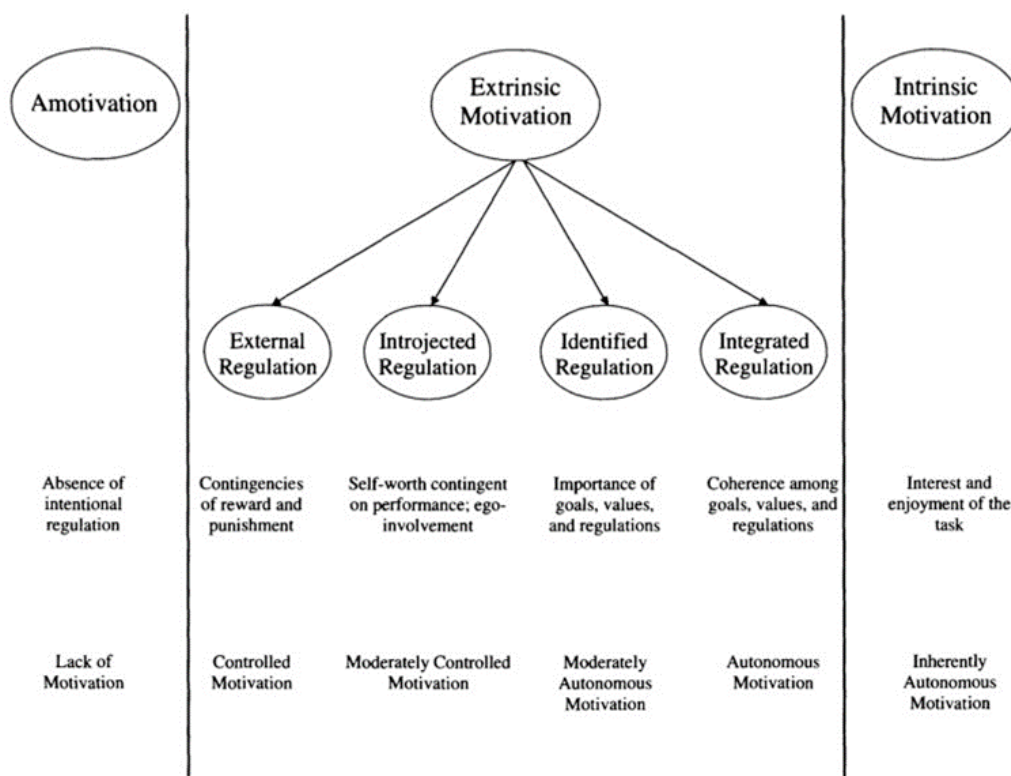 Amotivation
Extrinsic
Motivation
Intrinsic
Motivation
External
Regulation
Introjected
Regulation
Identified
Regulation
Integrated
Regulation
Absence of
intentional
regulation
Contingencies
of reward and
punishment
Self-worth contingent
on performance; ego-
involvement
Importance of
goals, values,
and regulations
Coherence among
goals, values, and
regulations
Interest and
enjoyment of the
task
Lack of
Motivation
Controlled
Motivation
Moderately Controlled
Motivation
Moderately
Autonomous
Motivation
Autonomous
Motivation
Inherently
Autonomous
Motivation